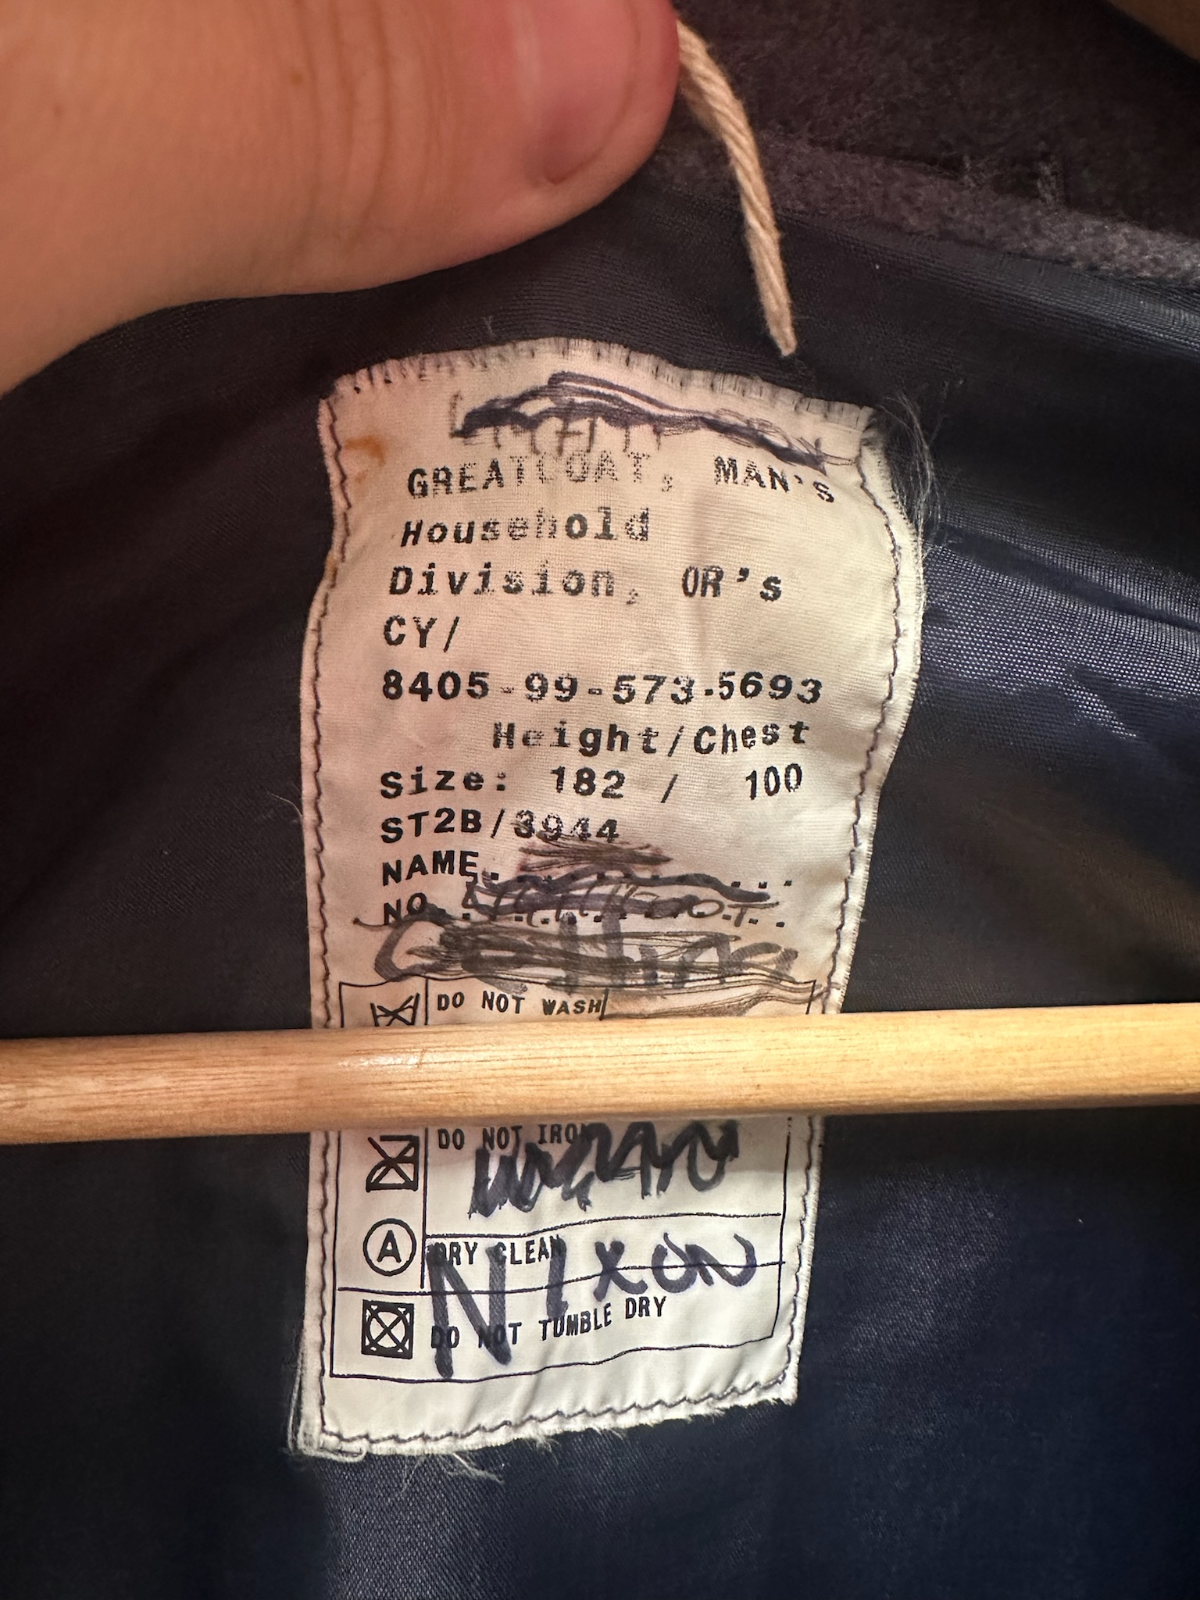 GREATCOAT, MAN's
Household
Division, OR's
CY/
8405-99-573-5693
Height/Chest
Size: 182 / 100
ST2B/3944
NAME. . . .
NO. . . . .
DO NOT WASH
DO NOT IRON
A DRY CLEAN
NIXON
DO NOT TUMBLE DRY